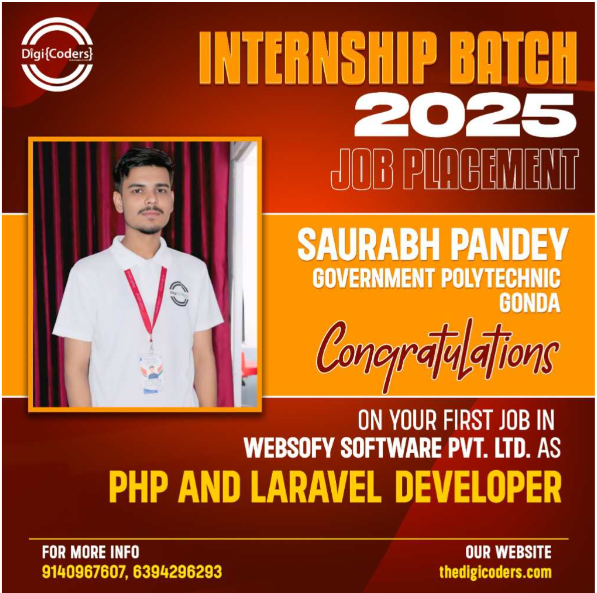 Digi{Coders}
INTERNSHIP BATCH
2025
JOB PLACEMENT
SAURABH PANDEY
GOVERNMENT POLYTECHNIC
GONDA
Congratulations
ON YOUR FIRST JOB IN
WEBSOFY SOFTWARE PVT. LTD. AS
PHP AND LARAVEL DEVELOPER
FOR MORE INFO
9140967607, 6394296293
OUR WEBSITE
thedigicoders.com